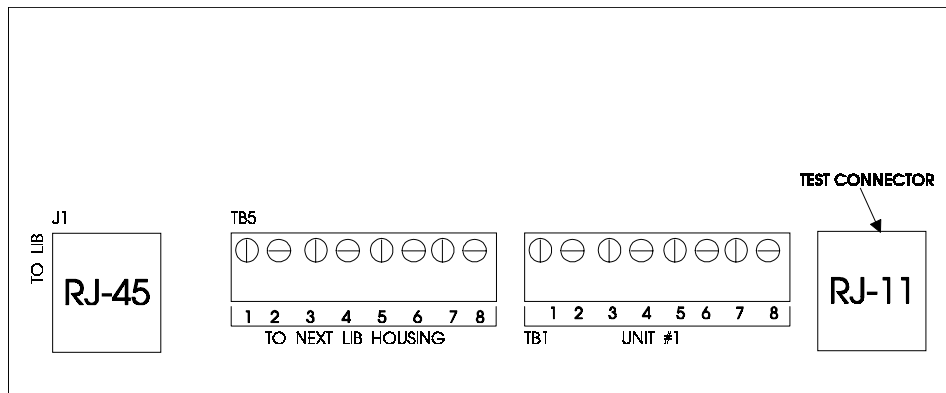 TEST CONNECTOR
J1
TB5
TO LIB
RJ-45
RJ-11
1 2 3 4 5 6 7 8
TO NEXT LIB HOUSING
1 2 3 4 5 6 7 8
TB1 UNIT #1